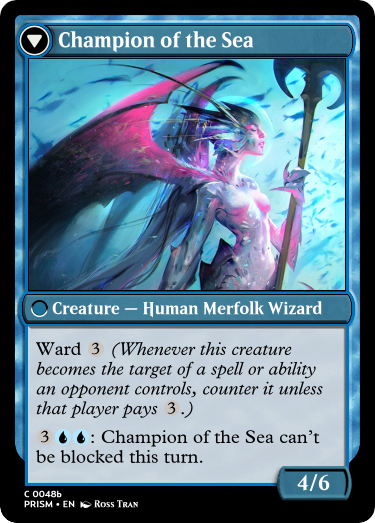 Champion of the Sea
Creature — Human Merfolk Wizard
Ward 3 (Whenever this creature
becomes the target of a spell or ability
an opponent controls, counter it unless
that player pays 3.)
3UU: Champion of the Sea can't
be blocked this turn.
4/6
C 0048b
PRISM • EN Ross Tran